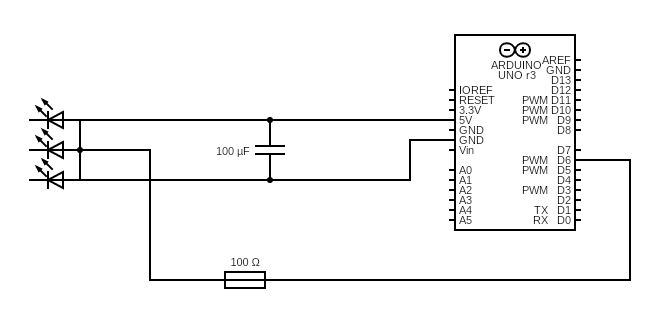 ARDUINO
UNO r3
AREF
GND
D13
IOREF D12
RESET PWM D11
3.3V PWM D10
5V PWM D9
GND D8
GND
Vin D7
PWM D6
A0 PWM D5
A1 D4
A2 PWM D3
A3 D2
A4 TX D1
A5 RX D0
100 µF
100 Ω